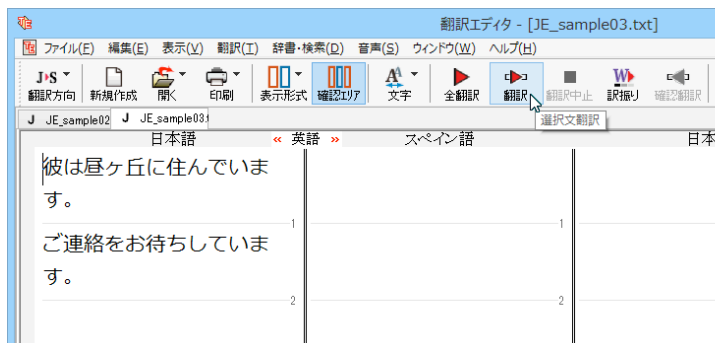 翻訳エディタ - [JE_sample03.txt]
ファイル(F) 編集(E) 表示(V) 翻訳(T) 辞書・検索(D) 音声(S) ウィンドウ(W) ヘルプ(H)
J▸S
翻訳方向 新規作成 開く 印刷 表示形式 確認エリア 文字 全翻訳 翻訳 翻訳中止 訳振り 確認翻訳
J JE_sample02 J JE_sample03.t
選択文翻訳
日本語 « 英語 » スペイン語 日本
彼は昼ヶ丘に住んでいま
す。
1 1
ご連絡をお待ちしていま
す。
2 2